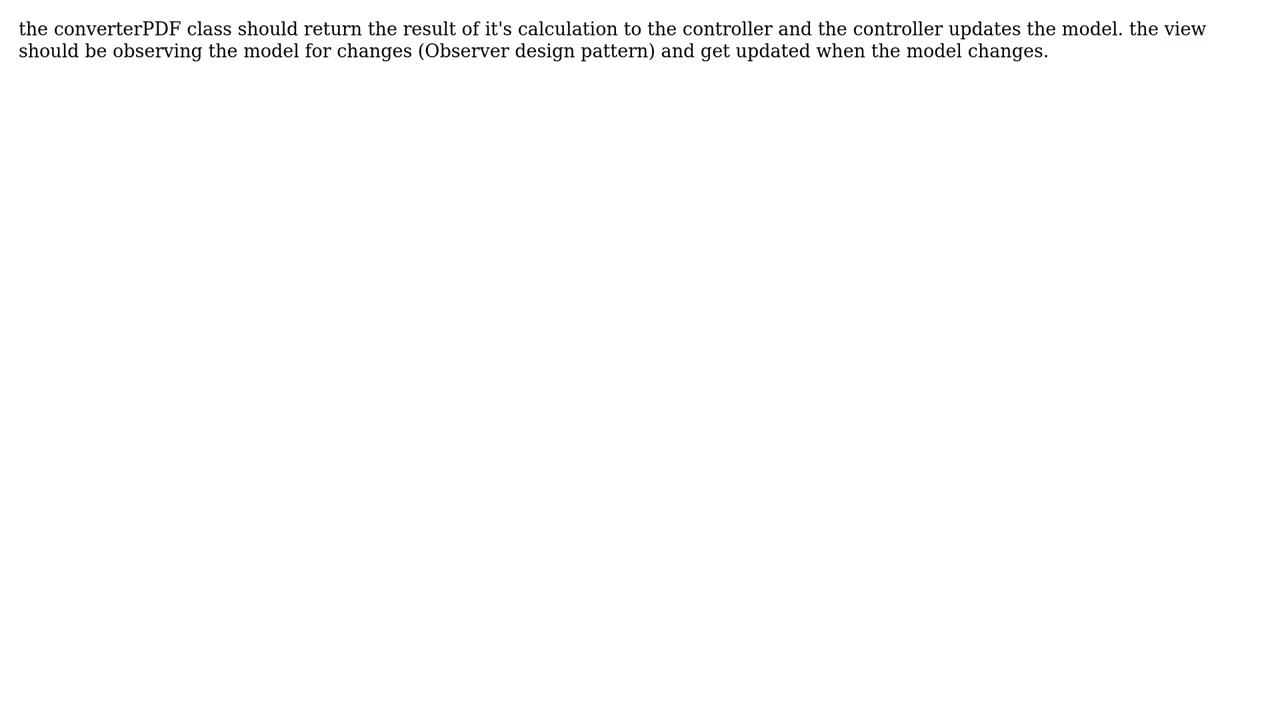 the converterPDF class should return the result of it's calculation to the controller and the controller updates the model. the view
should be observing the model for changes (Observer design pattern) and get updated when the model changes.